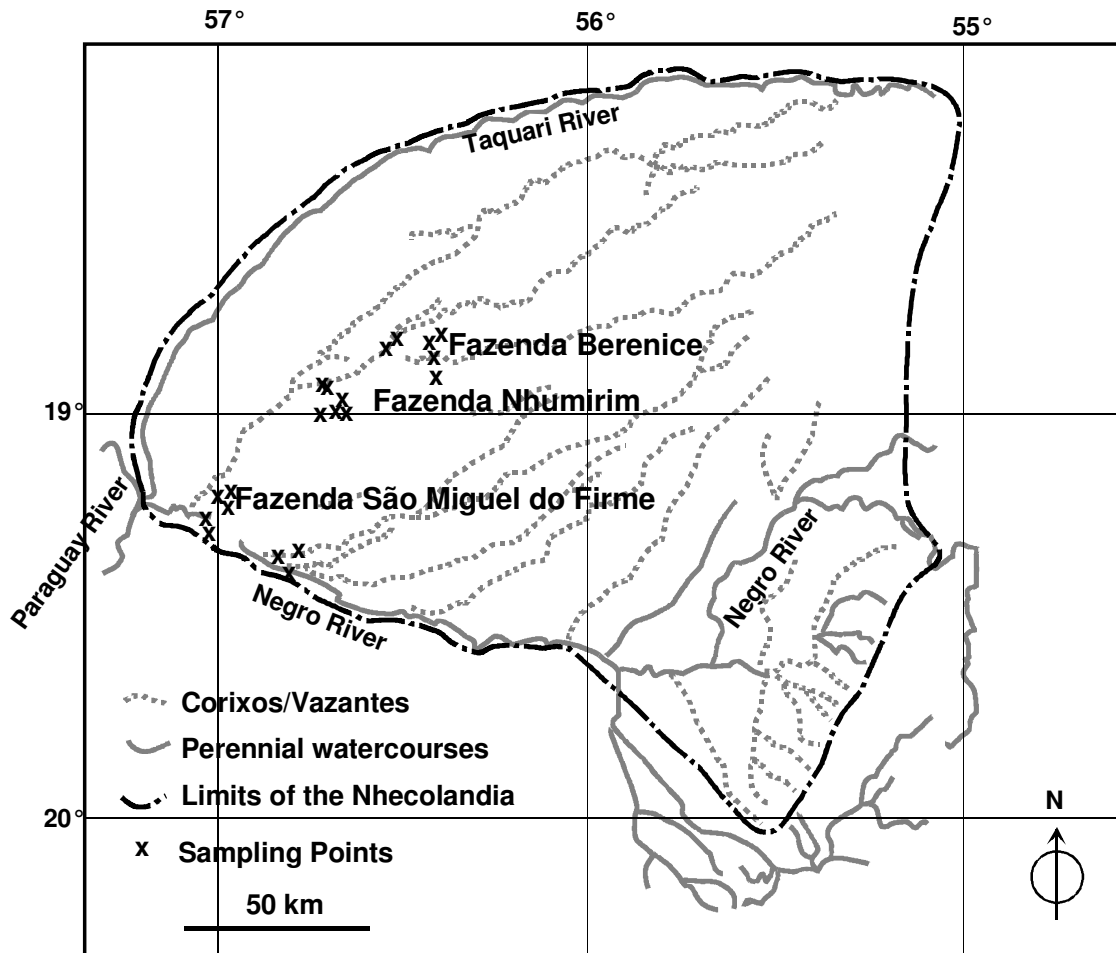 57° 56° 55°
Taquari River
x x x x
x Fazenda Berenice
x
x x
x Fazenda Nhumirim
x x x
19°
x x Fazenda São Miguel do Firme
x
x
x
x x
x
Paraguay River
Negro River
Negro River
Corixos/Vazantes
Perennial watercourses
Limits of the Nhecolandia
20°
x Sampling Points
50 km
N